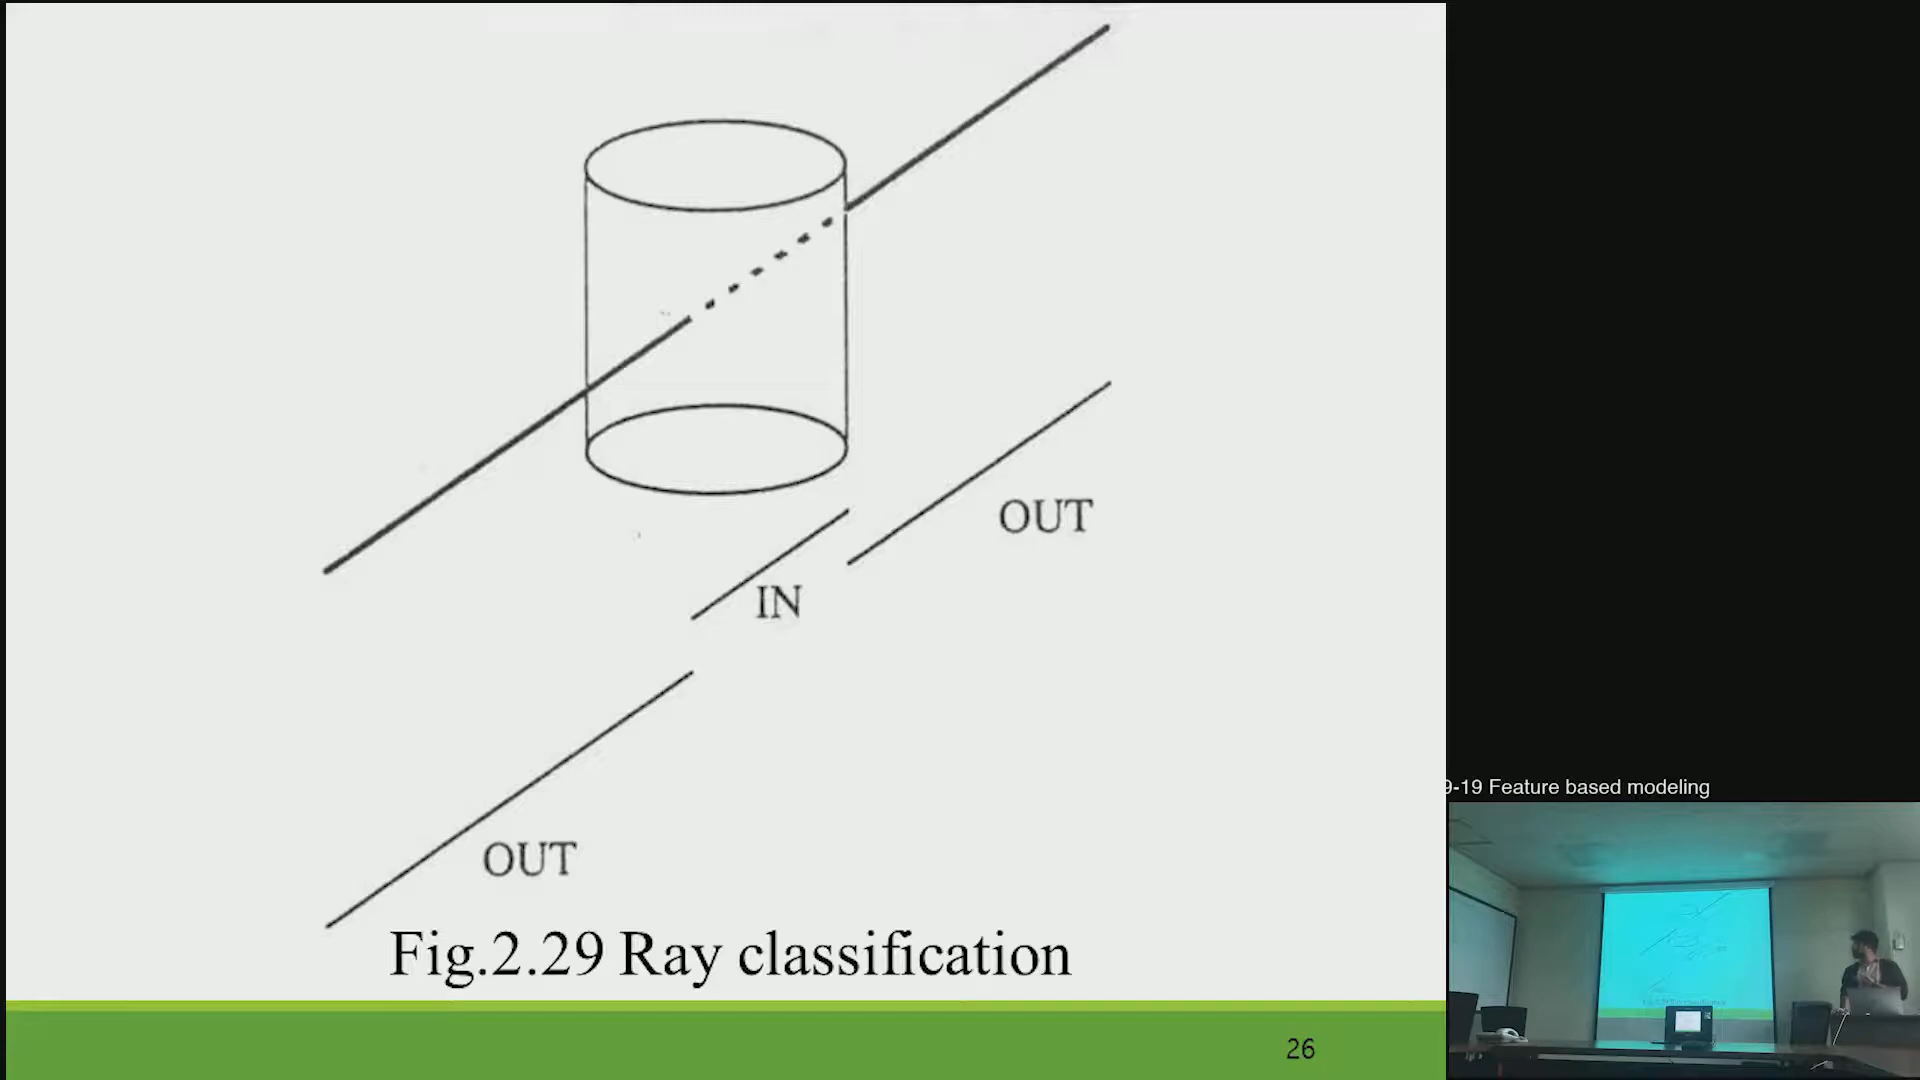 OUT
IN
OUT
Fig.2.29 Ray classification
26
9-19 Feature based modeling